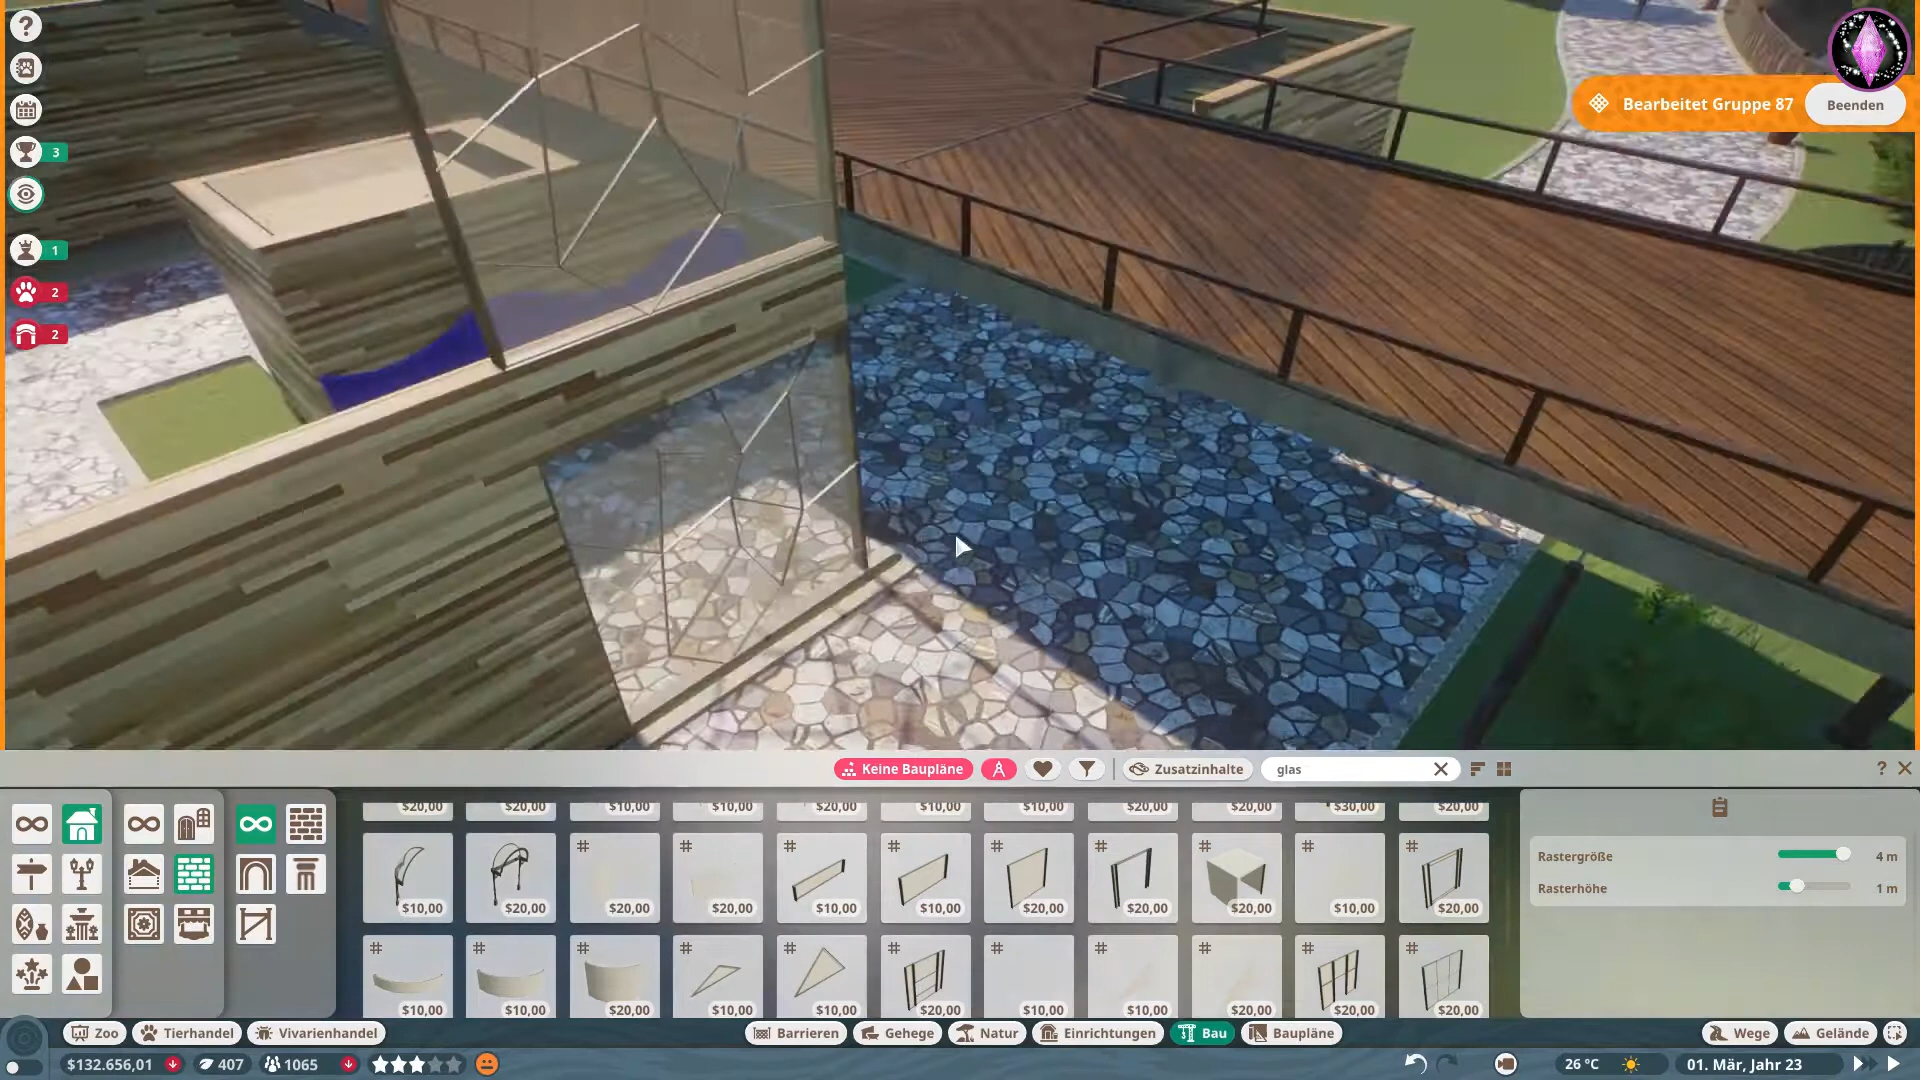 ?
3
1
2
2
Bearbeitet Gruppe 87
Beenden
Keine Baupläne
Zusatzinhalte
glas
?
$20,00 $20,00 $10,00 $10,00 $20,00 $10,00 $10,00 $20,00 $20,00 $30,00 $20,00
$10,00 $20,00 $20,00 $20,00 $10,00 $10,00 $20,00 $20,00 $20,00 $10,00 $20,00
$10,00 $10,00 $20,00 $10,00 $10,00 $20,00 $10,00 $10,00 $20,00 $20,00 $20,00
Rastergröße 4 m
Rasterhöhe 1 m
Zoo Tierhandel Vivarienhandel Barrieren Gehege Natur Einrichtungen Bau Baupläne Wege Gelände
$132.656,01 407 1065 26 °C 01. Mär, Jahr 23